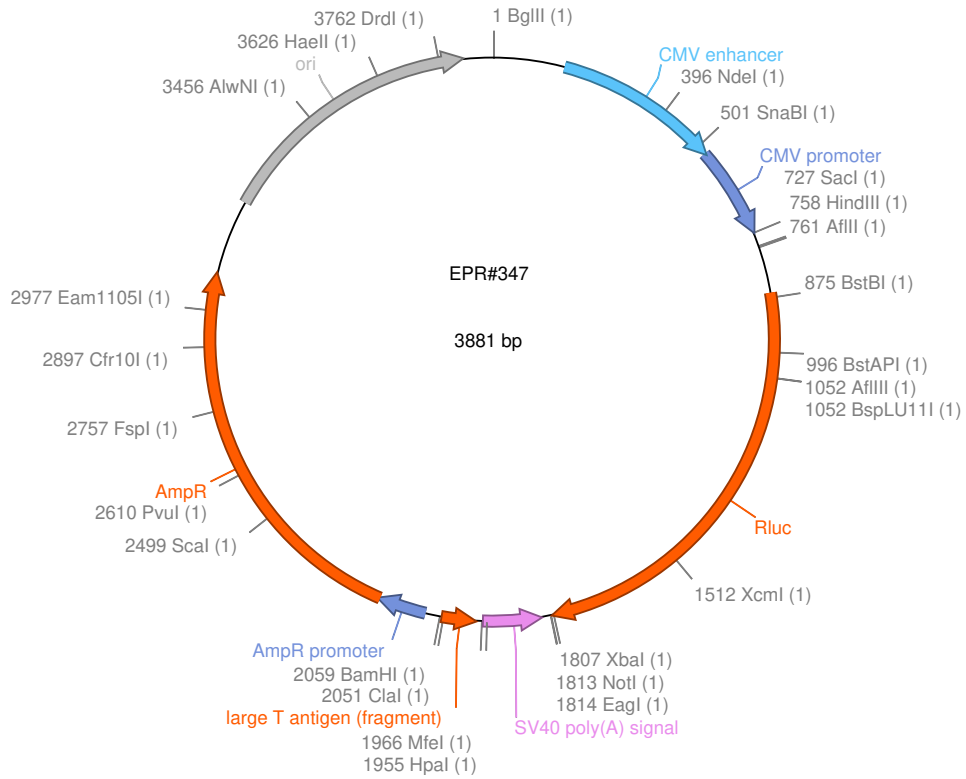 3762 DrdI (1)
1 BglII (1)
3626 HaeII (1)
ori
3456 AlwNI (1)
CMV enhancer
396 NdeI (1)
501 SnaBI (1)
CMV promoter
727 SacI (1)
758 HindIII (1)
761 AflII (1)
EPR#347
3881 bp
875 BstBI (1)
996 BstAPI (1)
1052 AflIII (1)
1052 BspLU11I (1)
2977 Eam1105I (1)
2897 Cfr10I (1)
2757 FspI (1)
AmpR
2610 PvuI (1)
2499 ScaI (1)
Rluc
1512 XcmI (1)
AmpR promoter
2059 BamHI (1)
2051 ClaI (1)
large T antigen (fragment)
1966 MfeI (1)
1955 HpaI (1)
1807 XbaI (1)
1813 NotI (1)
1814 EagI (1)
SV40 poly(A) signal